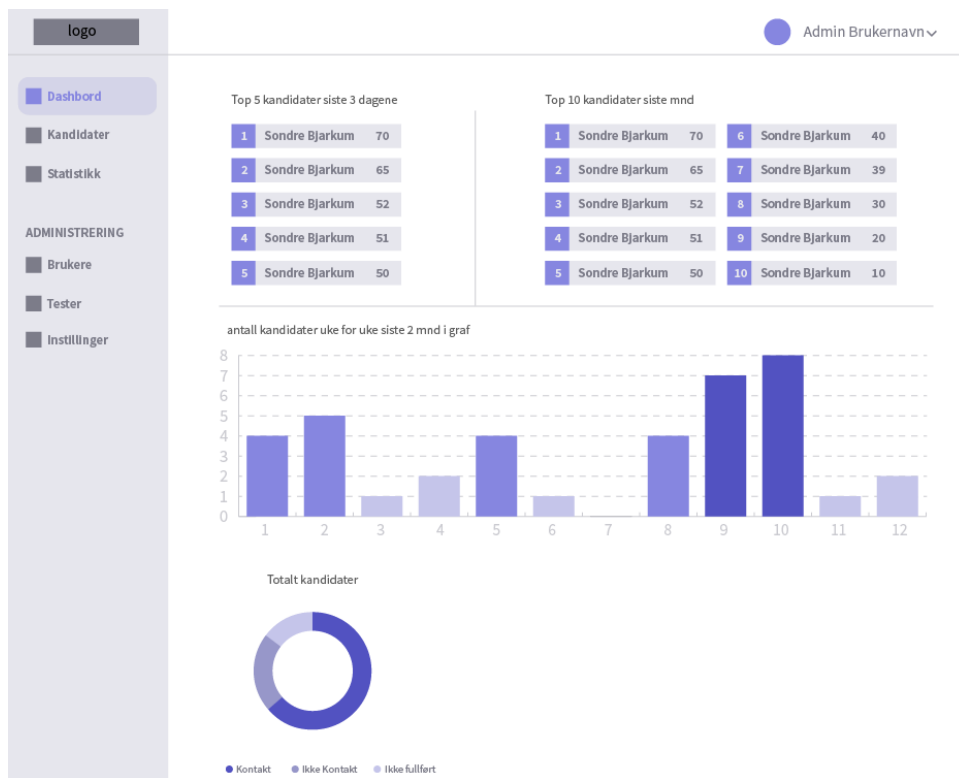 logo
Admin Brukernavn
Dashbord
Kandidater
Statistikk
ADMINISTRERING
Brukere
Tester
Instillinger
Top 5 kandidater siste 3 dagene
1 Sondre Bjarkum 70
2 Sondre Bjarkum 65
3 Sondre Bjarkum 52
4 Sondre Bjarkum 51
5 Sondre Bjarkum 50
Top 10 kandidater siste mnd
1 Sondre Bjarkum 70
2 Sondre Bjarkum 65
3 Sondre Bjarkum 52
4 Sondre Bjarkum 51
5 Sondre Bjarkum 50
6 Sondre Bjarkum 40
7 Sondre Bjarkum 39
8 Sondre Bjarkum 30
9 Sondre Bjarkum 20
10 Sondre Bjarkum 10
antall kandidater uke for uke siste 2 mnd i graf
8
7
6
5
4
3
2
1
0
1 2 3 4 5 6 7 8 9 10 11 12
Totalt kandidater
Kontakt Ikke Kontakt Ikke fullført